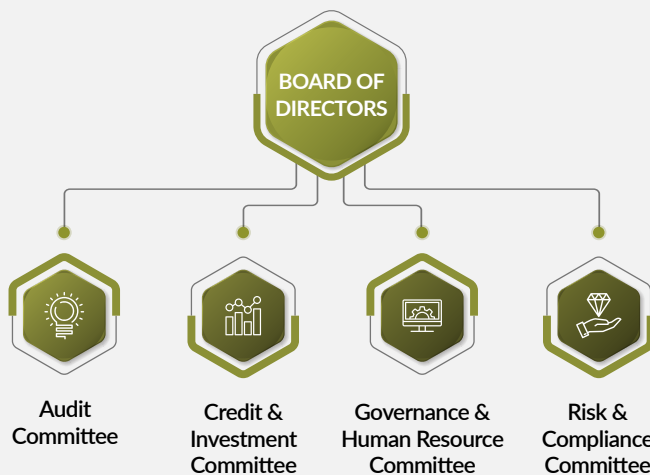 BOARD OF
DIRECTORS
Audit
Committee
Credit &
Investment
Committee
Governance &
Human Resource
Committee
Risk &
Compliance
Committee